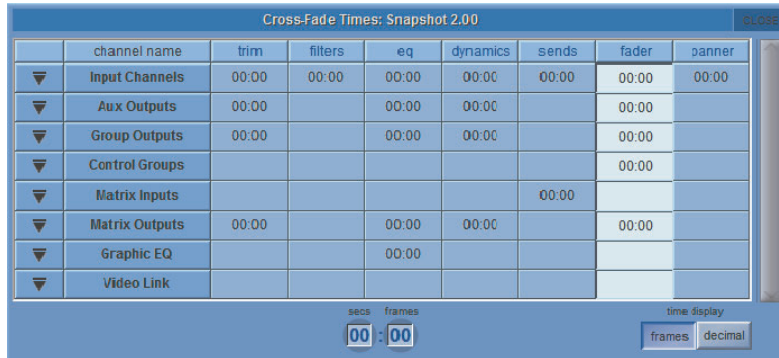 Cross-Fade Times: Snapshot 2.00 CLOSE
channel name trim filters eq dynamics sends fader panner
Input Channels 00:00 00:00 00:00 00:00 00:00 00:00 00:00
Aux Outputs 00:00 00:00 00:00 00:00
Group Outputs 00:00 00:00 00:00 00:00
Control Groups 00:00
Matrix Inputs 00:00
Matrix Outputs 00:00 00:00 00:00 00:00
Graphic EQ 00:00
Video Link
secs frames time display
00 : 00 frames decimal